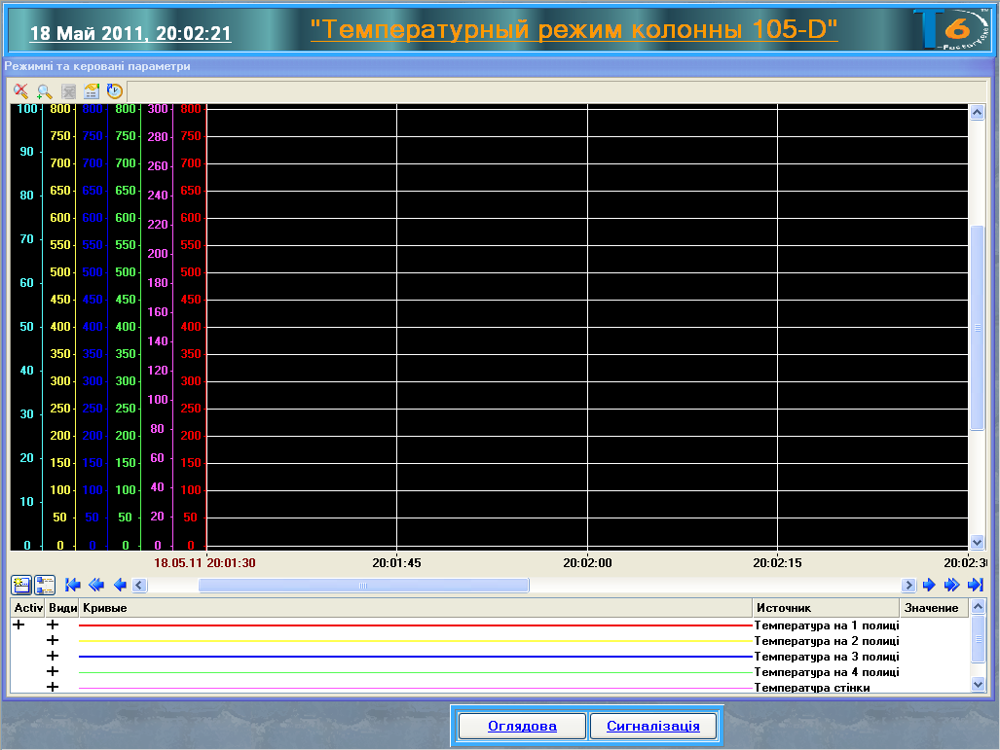 18 Май 2011, 20:02:21
"Температурный режим колонны 105-D"
T 6
-Factory.exe
Режимні та керовані параметри
100 800 800 800 300 800
750 750 750 280 750
90
700 700 700 260 700
80 650 650 650 240 650
600 600 600 220 600
70 550 550 550 200 550
500 500 500 500
60 180
450 450 450 160 450
50 400 400 400 400
140
350 350 350 350
40 120
300 300 300 300
100
30 250 250 250 250
80
200 200 200 200
20 60
150 150 150 150
40
100 100 100 100
10
50 50 50 20 50
0 0 0 0 0 0
18.05.11 20:01:30 20:01:45 20:02:00 20:02:15 20:02:3
Activ Види Кривые Источник Значение
Температура на 1 полиці
Температура на 2 полиці
Температура на 3 полиці
Температура на 4 полиці
Температура стінки
Оглядова Сигналізація